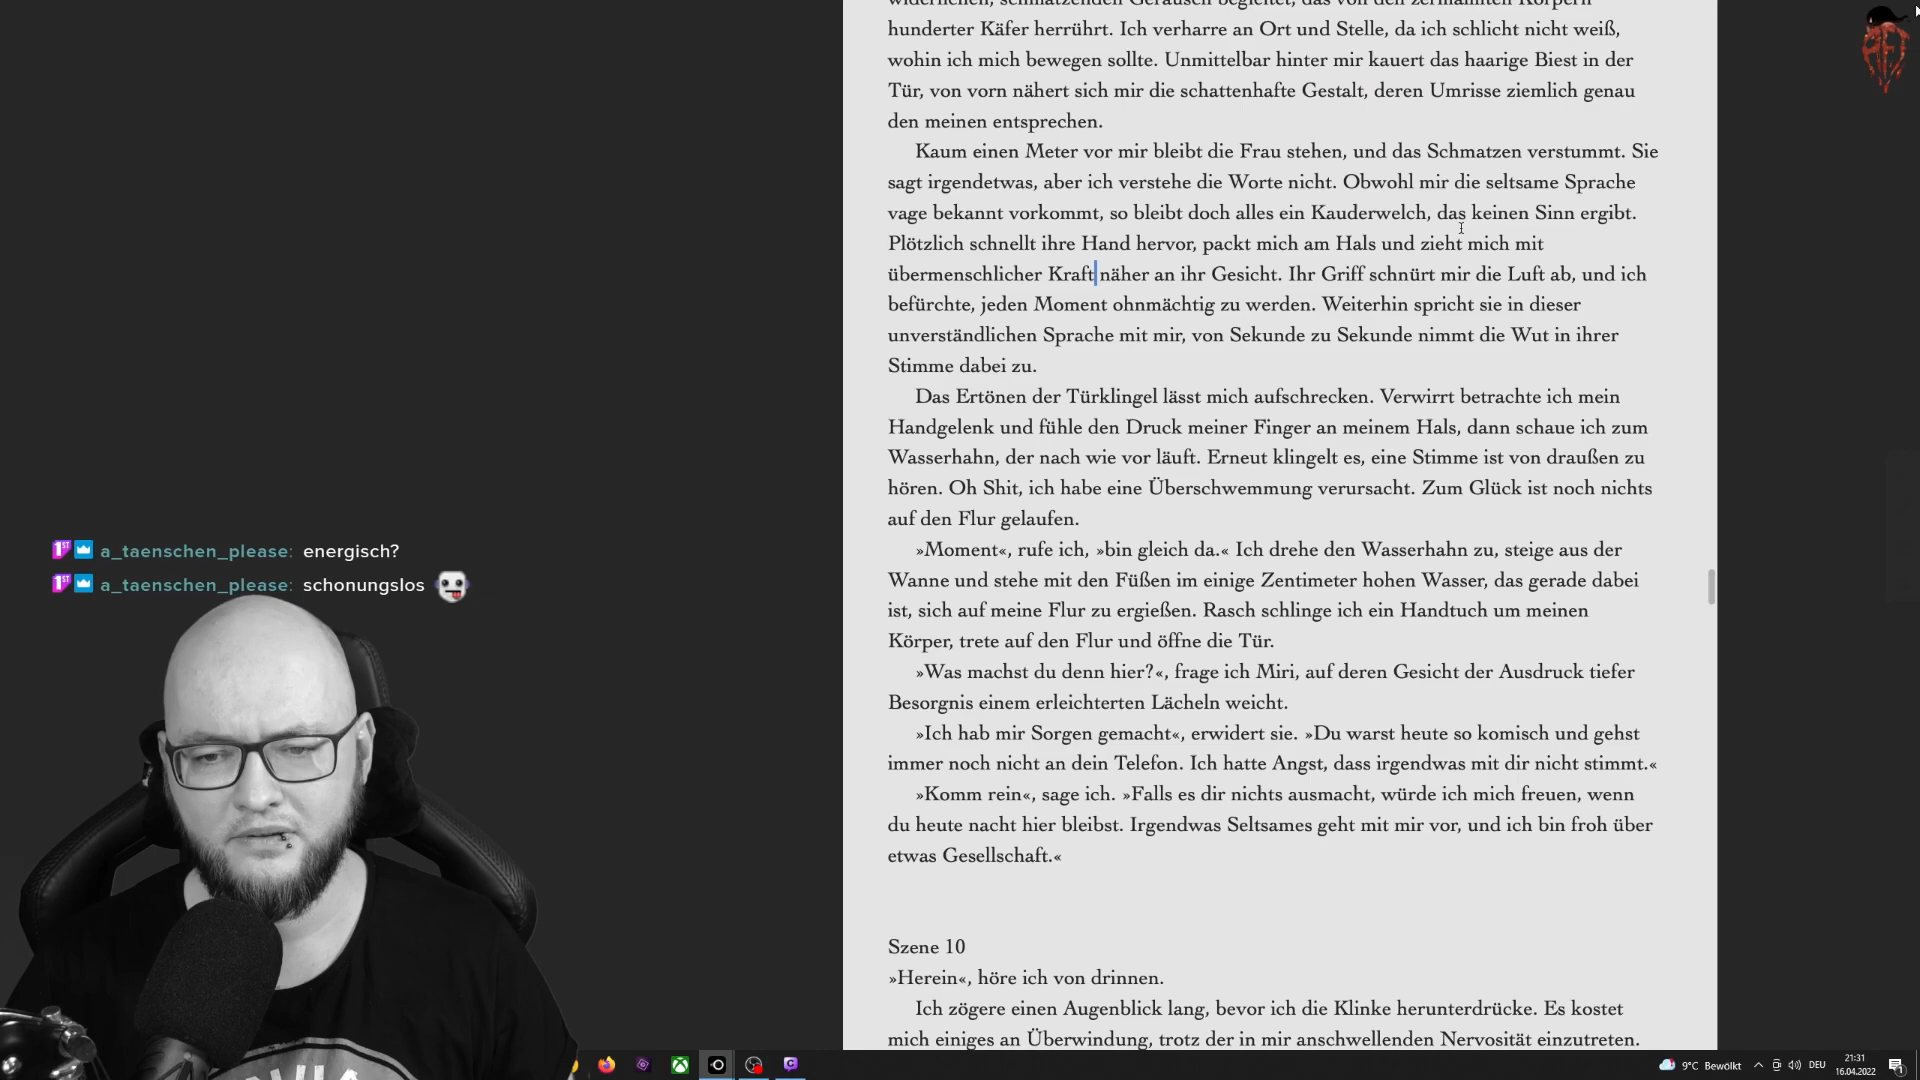 widerlichen, schmatzenden Geräusch begleitet, das von den zermalmten Körpern
hunderter Käfer herrührt. Ich verharre an Ort und Stelle, da ich schlicht nicht weiß,
wohin ich mich bewegen sollte. Unmittelbar hinter mir kauert das haarige Biest in der
Tür, von vorn nähert sich mir die schattenhafte Gestalt, deren Umrisse ziemlich genau
den meinen entsprechen.
Kaum einen Meter vor mir bleibt die Frau stehen, und das Schmatzen verstummt. Sie
sagt irgendetwas, aber ich verstehe die Worte nicht. Obwohl mir die seltsame Sprache
vage bekannt vorkommt, so bleibt doch alles ein Kauderwelch, das keinen Sinn ergibt.
Plötzlich schnellt ihre Hand hervor, packt mich am Hals und zieht mich mit
übermenschlicher Kraft näher an ihr Gesicht. Ihr Griff schnürt mir die Luft ab, und ich
befürchte, jeden Moment ohnmächtig zu werden. Weiterhin spricht sie in dieser
unverständlichen Sprache mit mir, von Sekunde zu Sekunde nimmt die Wut in ihrer
Stimme dabei zu.
Das Ertönen der Türklingel lässt mich aufschrecken. Verwirrt betrachte ich mein
Handgelenk und fühle den Druck meiner Finger an meinem Hals, dann schaue ich zum
Wasserhahn, der nach wie vor läuft. Erneut klingelt es, eine Stimme ist von draußen zu
hören. Oh Shit, ich habe eine Überschwemmung verursacht. Zum Glück ist noch nichts
auf den Flur gelaufen.
»Moment«, rufe ich, »bin gleich da.« Ich drehe den Wasserhahn zu, steige aus der
Wanne und stehe mit den Füßen im einige Zentimeter hohen Wasser, das gerade dabei
ist, sich auf meine Flur zu ergießen. Rasch schlinge ich ein Handtuch um meinen
Körper, trete auf den Flur und öffne die Tür.
»Was machst du denn hier?«, frage ich Miri, auf deren Gesicht der Ausdruck tiefer
Besorgnis einem erleichterten Lächeln weicht.
»Ich hab mir Sorgen gemacht«, erwidert sie. »Du warst heute so komisch und gehst
immer noch nicht an dein Telefon. Ich hatte Angst, dass irgendwas mit dir nicht stimmt.«
»Komm rein«, sage ich. »Falls es dir nichts ausmacht, würde ich mich freuen, wenn
du heute nacht hier bleibst. Irgendwas Seltsames geht mit mir vor, und ich bin froh über
etwas Gesellschaft.«
Szene 10
»Herein«, höre ich von drinnen.
Ich zögere einen Augenblick lang, bevor ich die Klinke herunterdrücke. Es kostet
mich einiges an Überwindung, trotz der in mir anschwellenden Nervosität einzutreten.
a_taenschen_please: energisch?
a_taenschen_please: schonungslos
9°C Bewölkt
DEU
21:31
16.04.2022